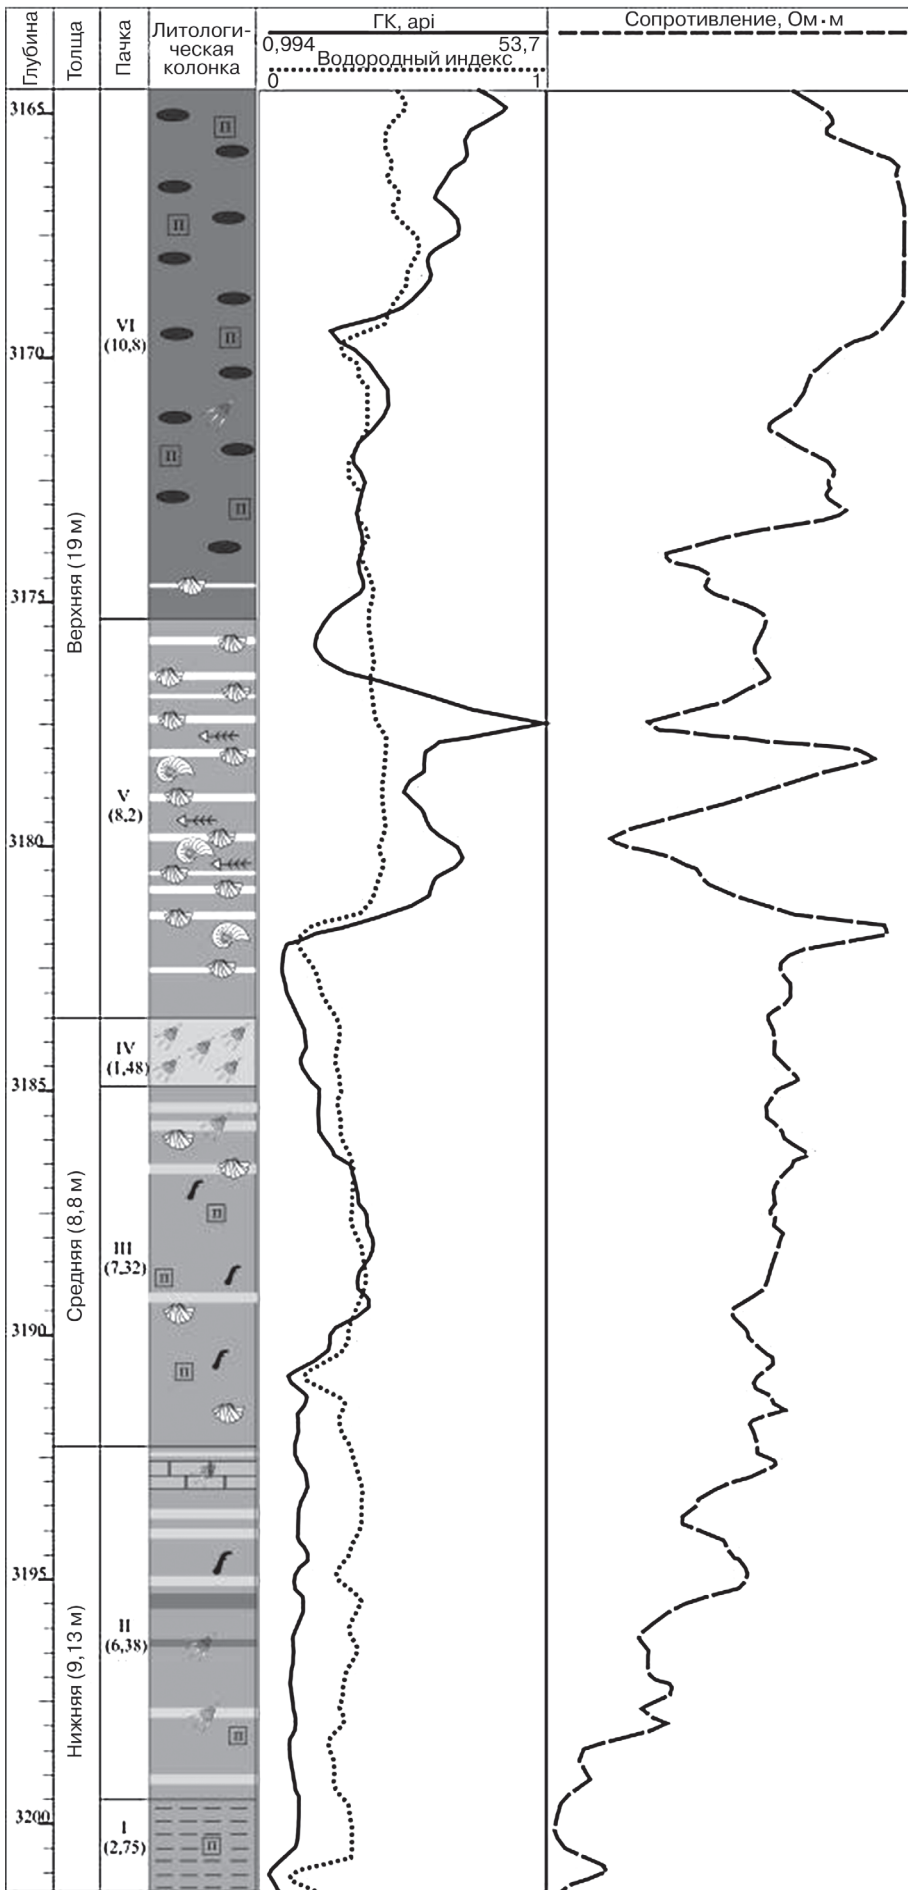 Глубина
Толща
Пачка
Литологи-
ческая
колонка
ГК, api
0,994 53,7
Водородный индекс
0 1
Сопротивление, Ом·м
3165
3170
3175
3180
3185
3190
3195
3200
Верхняя (19 м)
Средняя (8,8 м)
Нижняя (9,13 м)
VI
(10,8)
V
(8,2)
IV
(1,48)
III
(7,32)
II
(6,38)
I
(2,75)
П
П
П
П
П
П
П
П
П
П